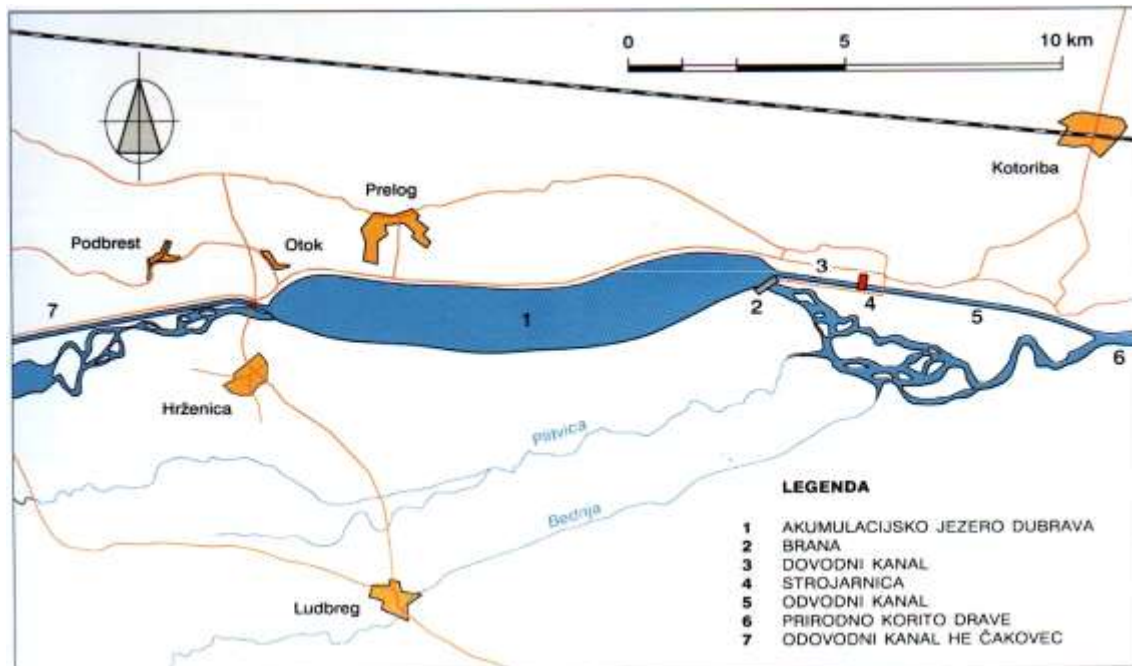 0 5 10 km
Kotoriba
Prelog
Podbrest
Otok
7
3
2
4
1
5
6
Hrženica
Plitvica
Bednja
Ludbreg
LEGENDA
1 AKUMULACIJSKO JEZERO DUBRAVA
2 BRANA
3 DOVODNI KANAL
4 STROJARNICA
5 ODVODNI KANAL
6 PRIRODNO KORITO DRAVE
7 ODOVODNI KANAL HE ČAKOVEC